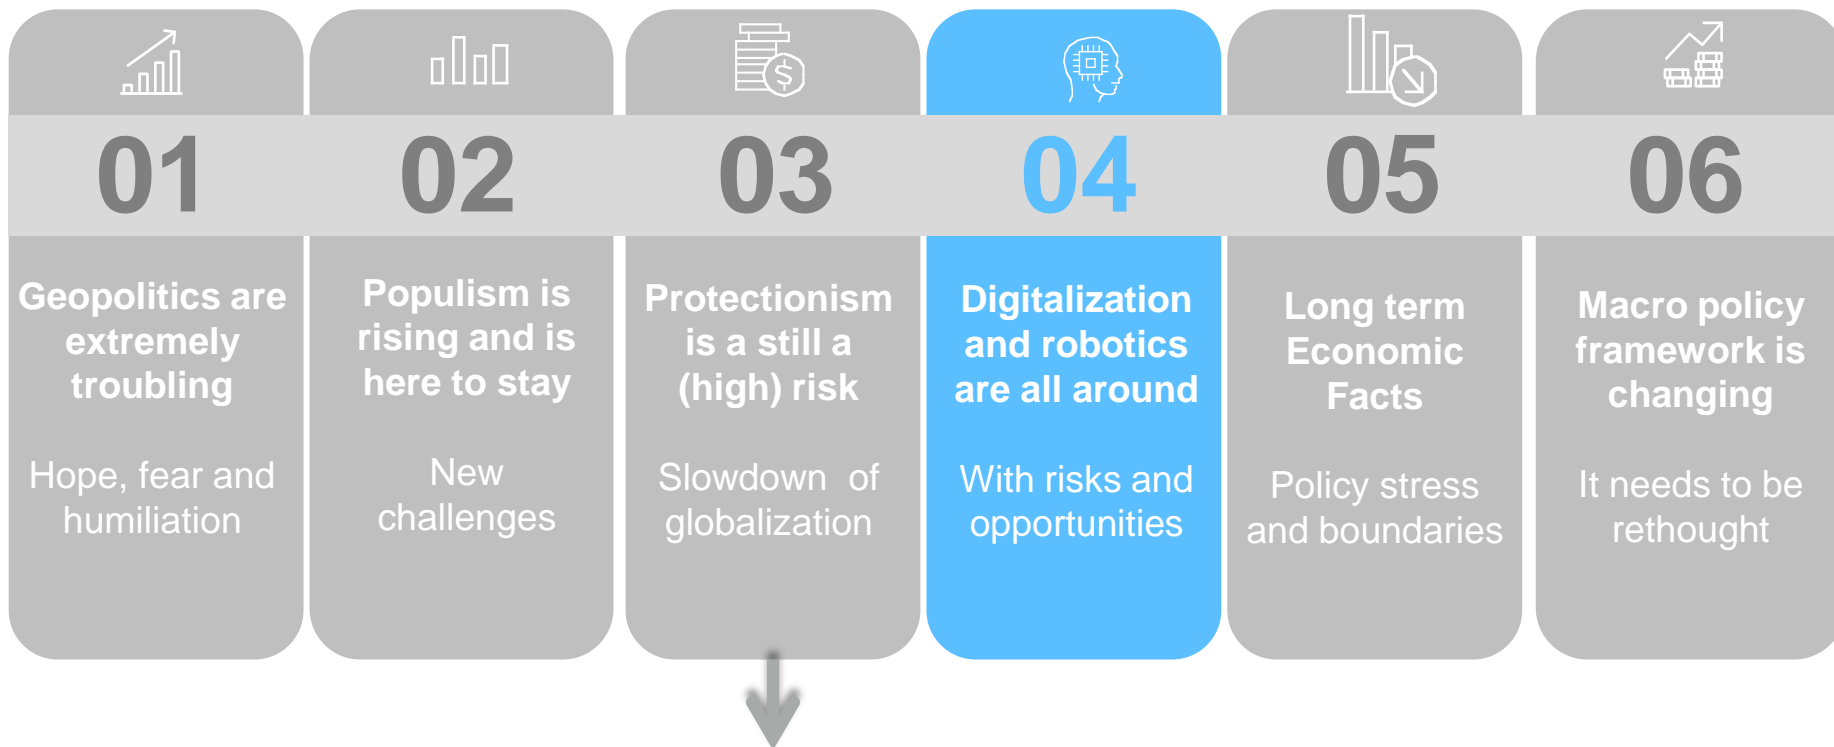 01
Geopolitics are
extremely
troubling
Hope, fear and
humiliation
02
Populism is
rising and is
here to stay
New
challenges
03
Protectionism
is a still a
(high) risk
Slowdown of
globalization
04
Digitalization
and robotics
are all around
With risks and
opportunities
05
Long term
Economic
Facts
Policy stress
and boundaries
06
Macro policy
framework is
changing
It needs to be
rethought